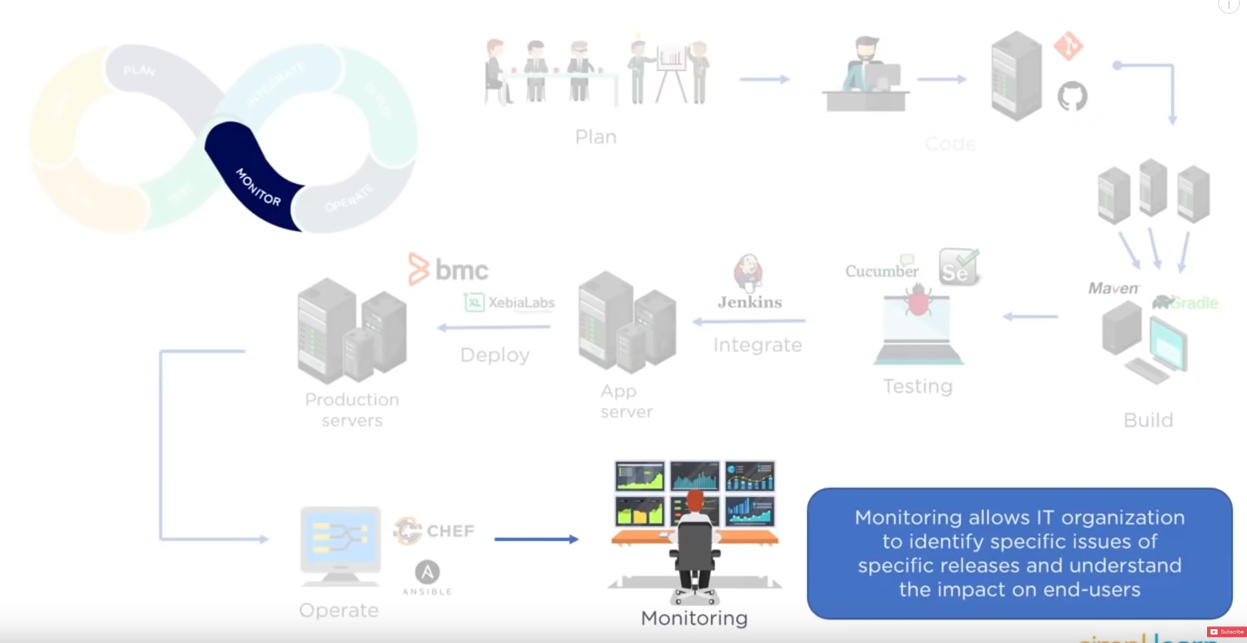 PLAN
INTEGRATE
MONITOR
OPERATE
Plan
Code
Maven
Gradle
Build
Cucumber
Se
Testing
Jenkins
Integrate
App
server
bmc
XL XebiaLabs
Deploy
Production
servers
CHEF
A
ANSIBLE
Operate
Monitoring
Monitoring allows IT organization
to identify specific issues of
specific releases and understand
the impact on end-users
Subscribe